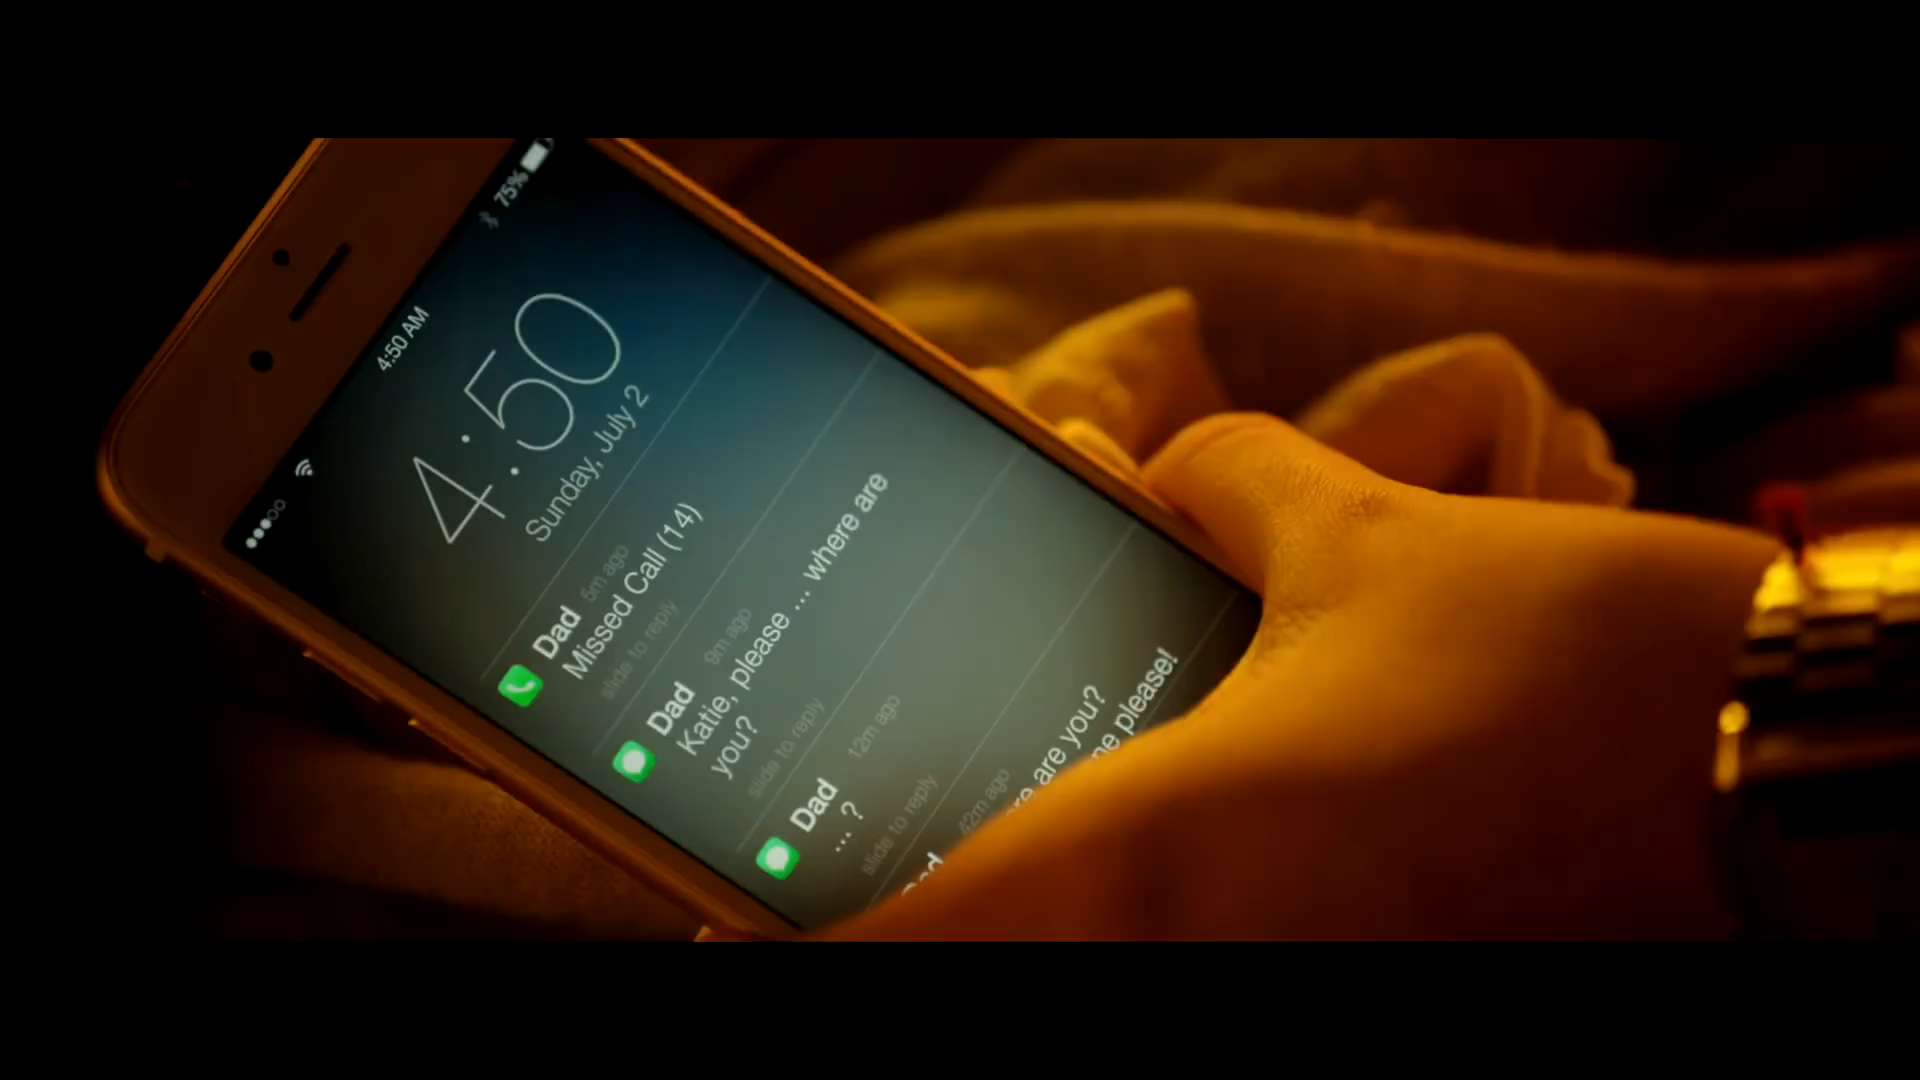 4:50 AM
75%
4:50
Sunday, July 2
Dad 5m ago
Missed Call (14)
slide to reply
Dad 9m ago
Katie, please ... where are
you?
slide to reply
Dad 12m ago
... ?
slide to reply
42m ago
are you?
please!